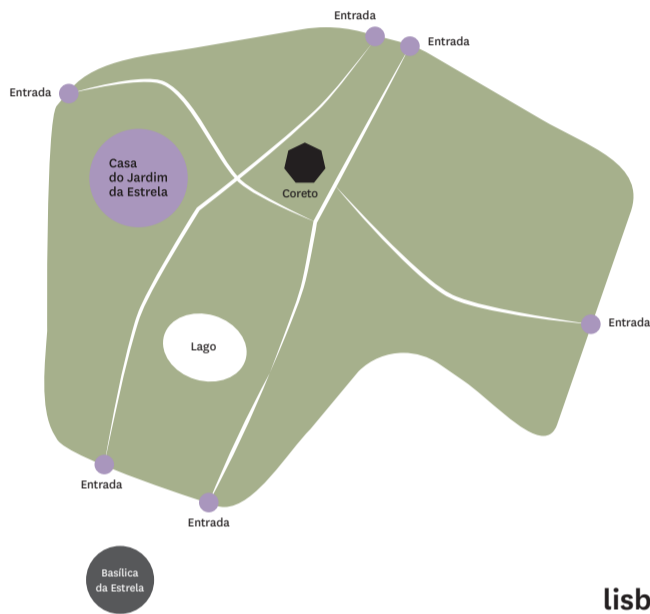 Entrada
Entrada
Entrada
Casa
do Jardim
da Estrela
Coreto
Entrada
Lago
Entrada
Entrada
Basílica
da Estrela
lisb